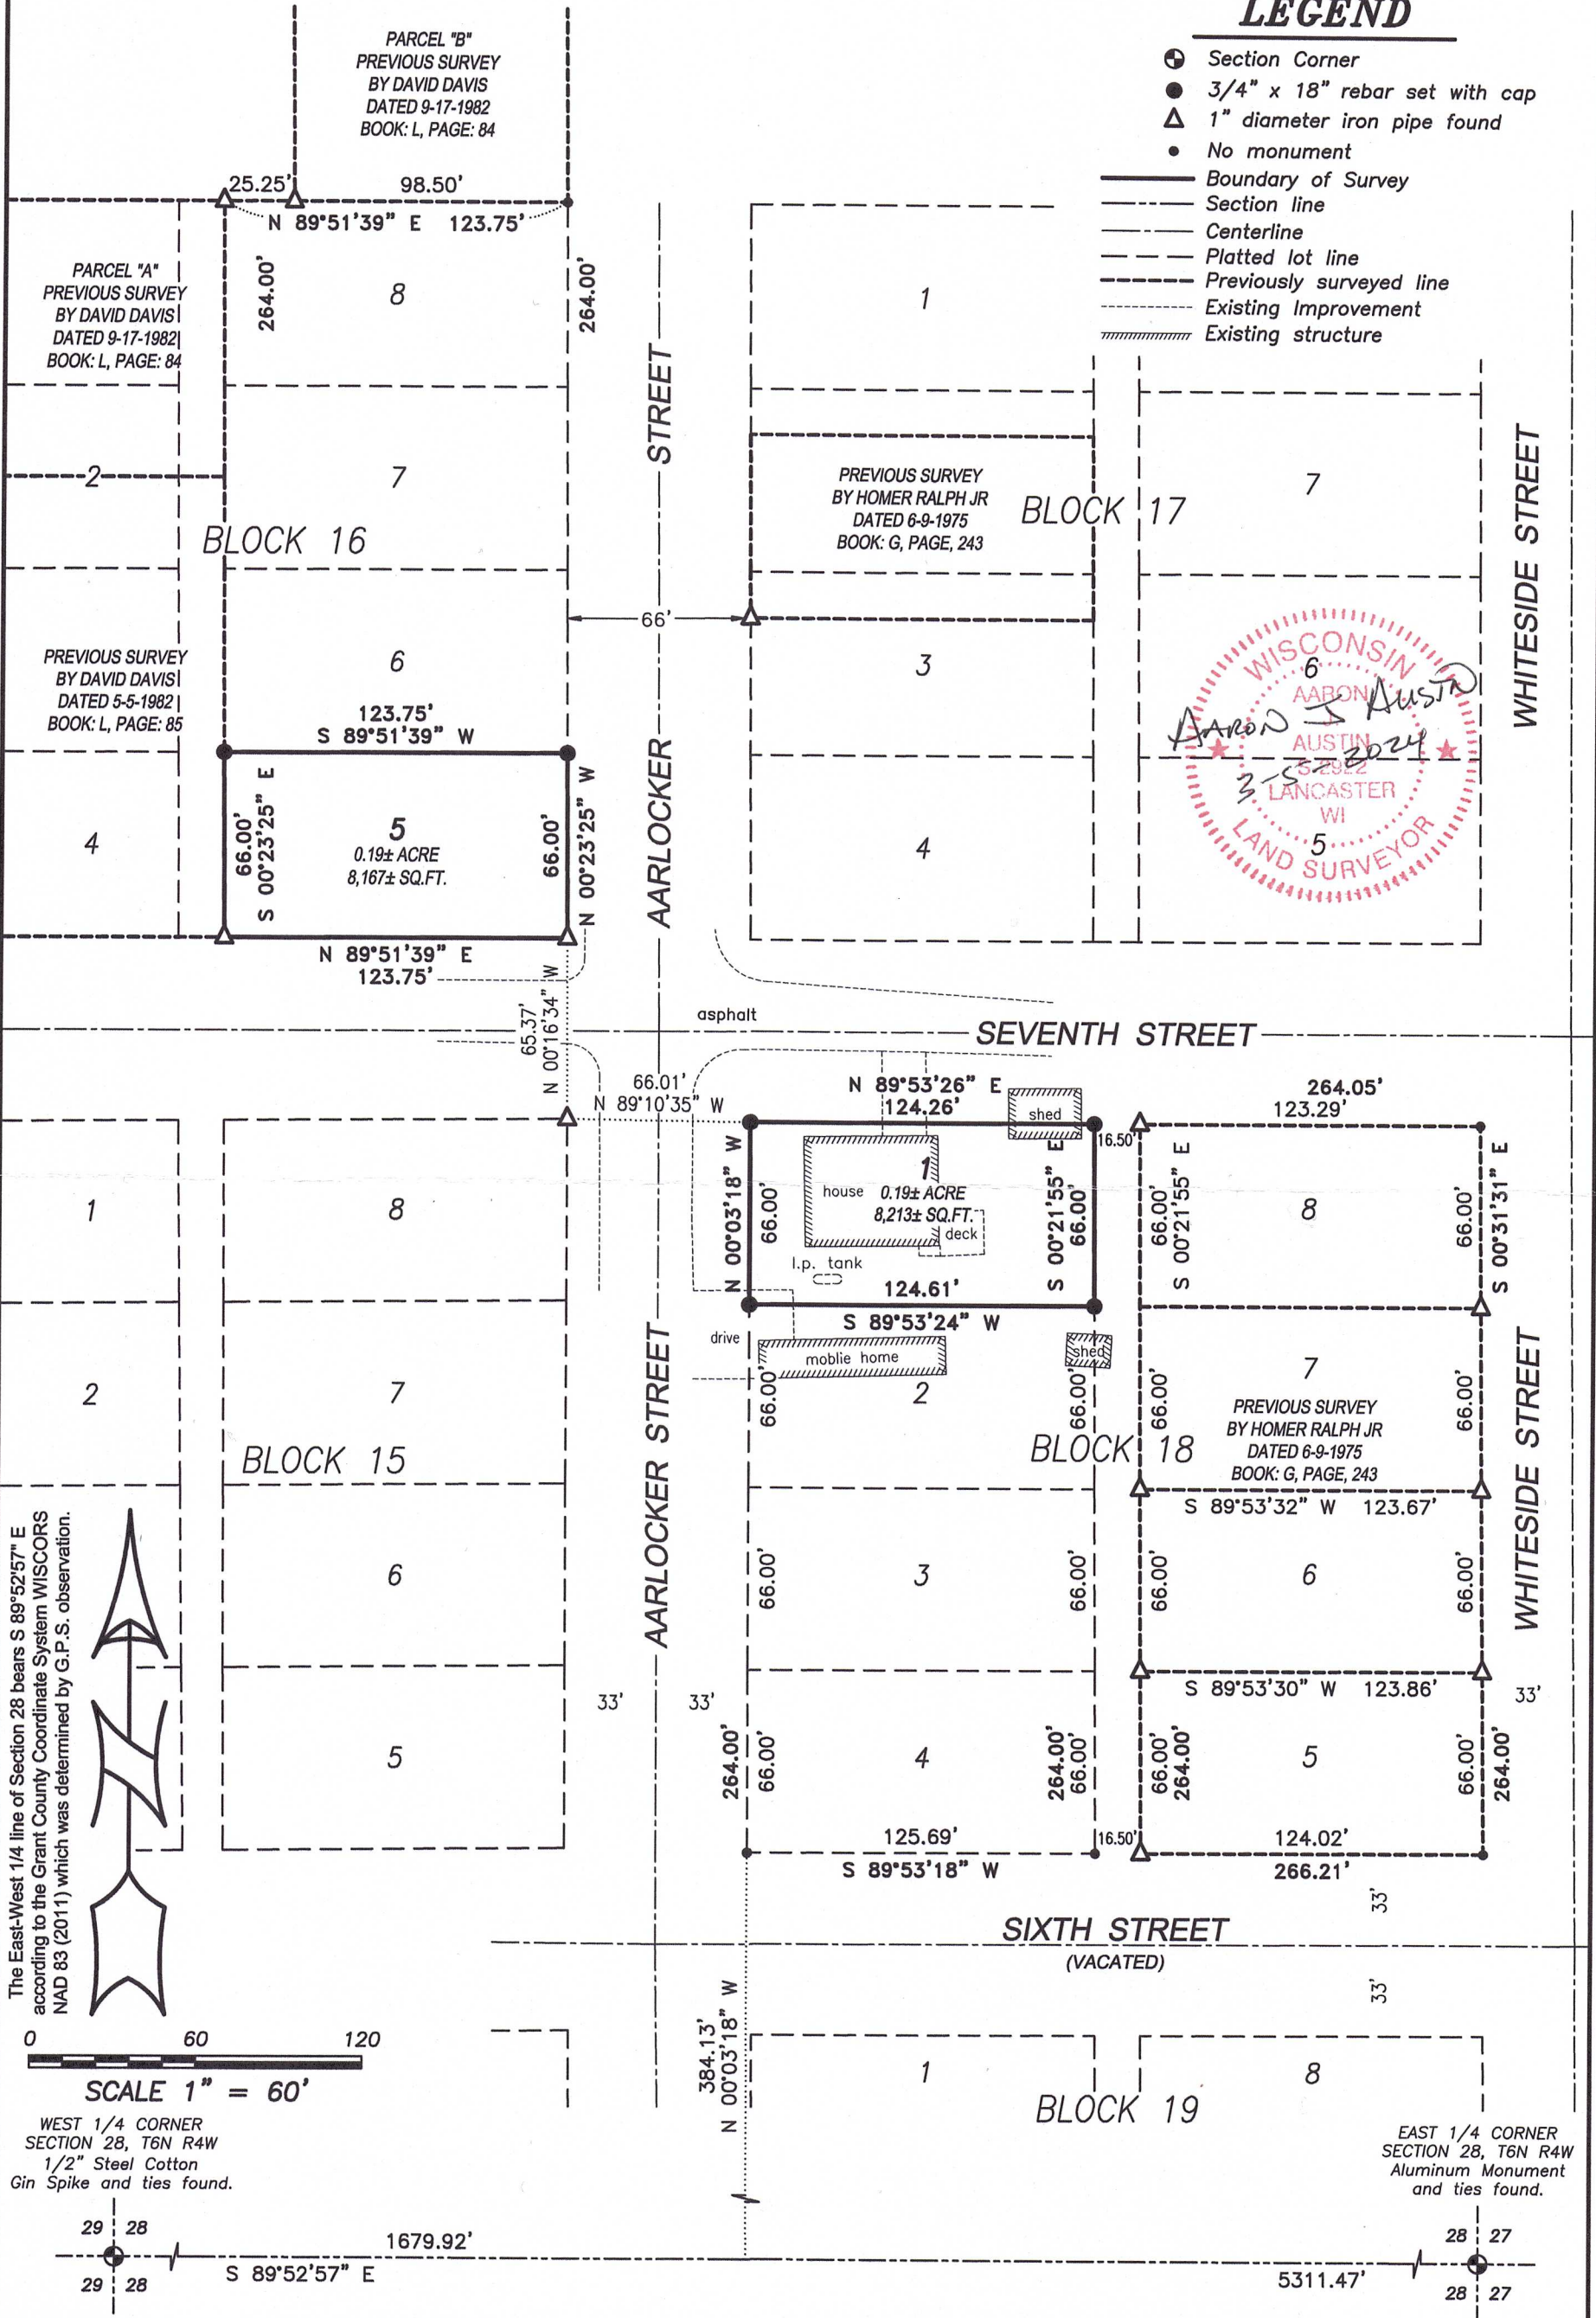 LEGEND
Section Corner
3/4" x 18" rebar set with cap
1" diameter iron pipe found
No monument
Boundary of Survey
Section line
Centerline
Platted lot line
Previously surveyed line
Existing Improvement
Existing structure
PARCEL "B"
PREVIOUS SURVEY
BY DAVID DAVIS
DATED 9-17-1982
BOOK: L, PAGE: 84
25.25'
98.50'
N 89°51'39" E 123.75'
PARCEL "A"
PREVIOUS SURVEY
BY DAVID DAVIS
DATED 9-17-1982
BOOK: L, PAGE: 84
264.00'
8
264.00'
2
7
BLOCK 16
PREVIOUS SURVEY
BY DAVID DAVIS
DATED 5-5-1982
BOOK: L, PAGE: 85
6
123.75'
S 89°51'39" W
4
66.00'
S 00°23'25" E
5
0.19± ACRE
8,167± SQ.FT.
66.00'
N 00°23'25" W
N 89°51'39" E
123.75'
AARLOCKER STREET
66'
1
PREVIOUS SURVEY
BY HOMER RALPH JR
DATED 6-9-1975
BOOK: G, PAGE, 243
BLOCK 17
3
4
7
6
5
WHITESIDE STREET
WISCONSIN
AARON
J
AUSTIN
S-2922
LANCASTER
WI
LAND SURVEYOR
AARON J AUSTIN
3-5-2024
65.37'
N 00°16'34" W
asphalt
SEVENTH STREET
66.01'
N 89°10'35" W
N 89°53'26" E
124.26'
shed
264.05'
123.29'
16.50'
N 00°03'18" W
66.00'
house
1
0.19± ACRE
8,213± SQ.FT.
deck
l.p. tank
S 00°21'55" E
66.00'
66.00'
S 00°21'55" E
8
66.00'
S 00°31'31" E
124.61'
S 89°53'24" W
drive
moblie home
shed
66.00'
2
66.00'
66.00'
7
PREVIOUS SURVEY
BY HOMER RALPH JR
DATED 6-9-1975
BOOK: G, PAGE, 243
66.00'
BLOCK 18
S 89°53'32" W 123.67'
66.00'
3
66.00'
66.00'
6
66.00'
S 89°53'30" W 123.86'
33'
33'
33'
264.00'
66.00'
4
264.00'
66.00'
66.00'
264.00'
5
66.00'
264.00'
125.69'
S 89°53'18" W
16.50'
124.02'
266.21'
1
8
2
7
BLOCK 15
6
5
AARLOCKER STREET
WHITESIDE STREET
33'
SIXTH STREET
(VACATED)
33'
384.13'
N 00°03'18" W
1
8
BLOCK 19
The East-West 1/4 line of Section 28 bears S 89°52'57" E
according to the Grant County Coordinate System WISCORS
NAD 83 (2011) which was determined by G.P.S. observation.
N
0 60 120
SCALE 1" = 60'
WEST 1/4 CORNER
SECTION 28, T6N R4W
1/2" Steel Cotton
Gin Spike and ties found.
29 28
29 28
1679.92'
S 89°52'57" E
EAST 1/4 CORNER
SECTION 28, T6N R4W
Aluminum Monument
and ties found.
28 27
28 27
5311.47'